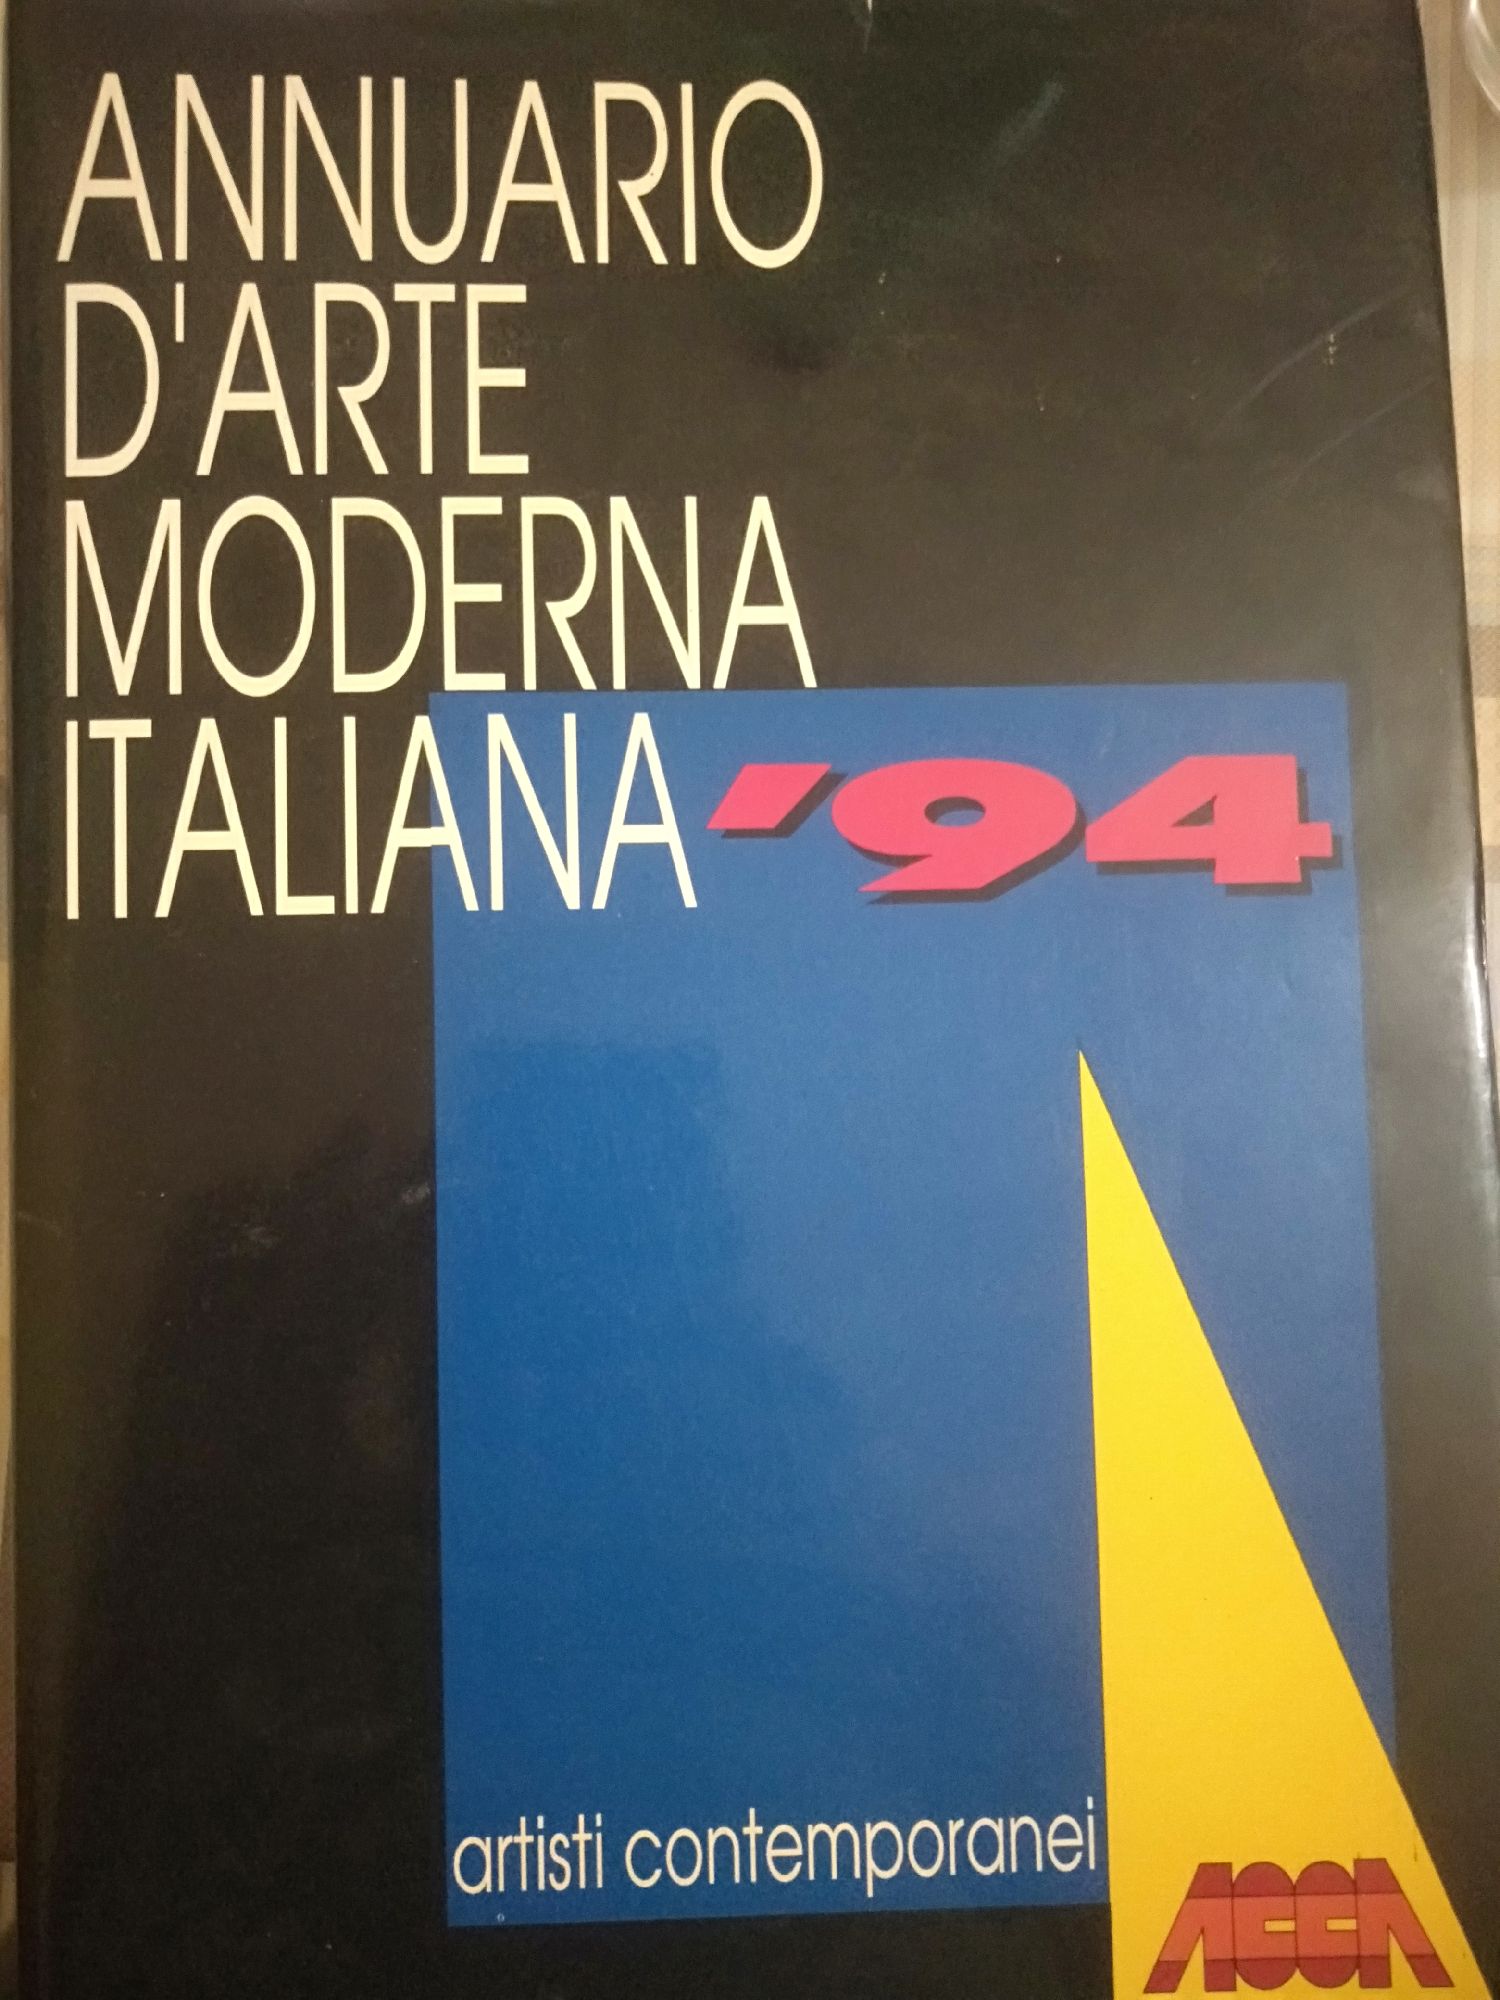 ANNUARIO
D'ARTE
MODERNA
ITALIANA '94
artisti contemporanei
ACCA